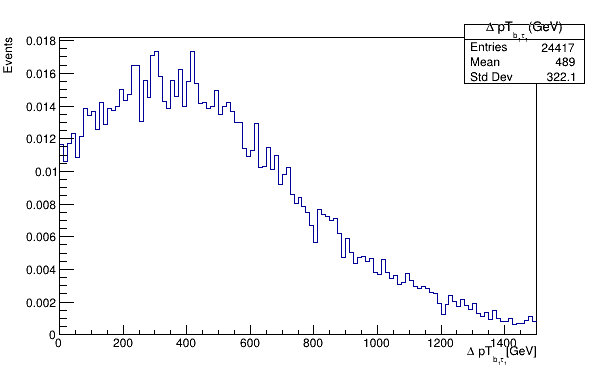 Δ pT_{b,τ,} (GeV)
Entries 24417
Mean 489
Std Dev 322.1
Events
0.018
0.016
0.014
0.012
0.01
0.008
0.006
0.004
0.002
0
0 200 400 600 800 1000 1200 1400
Δ pT_{b,τ,} [GeV]